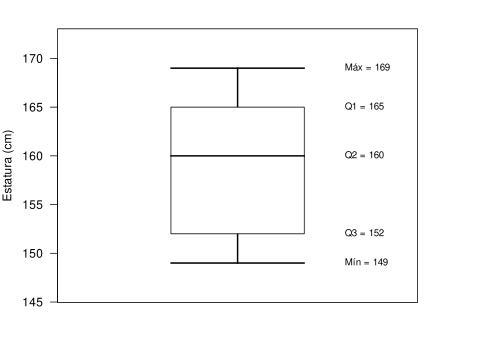 170
165
160
155
150
145
Estatura (cm)
Máx = 169
Q1 = 165
Q2 = 160
Q3 = 152
Mín = 149